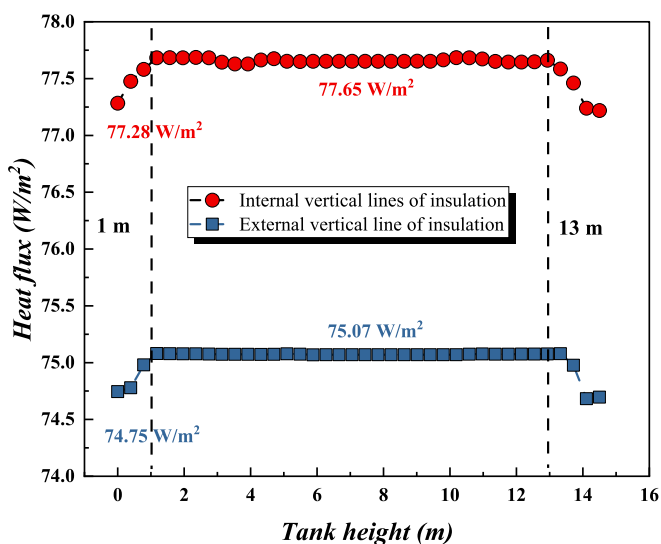 78.0
77.5
77.0
76.5
76.0
75.5
75.0
74.5
74.0
Heat flux (W/m²)
77.28 W/m²
77.65 W/m²
Internal vertical lines of insulation
External vertical line of insulation
1 m
13 m
75.07 W/m²
74.75 W/m²
0 2 4 6 8 10 12 14 16
Tank height (m)